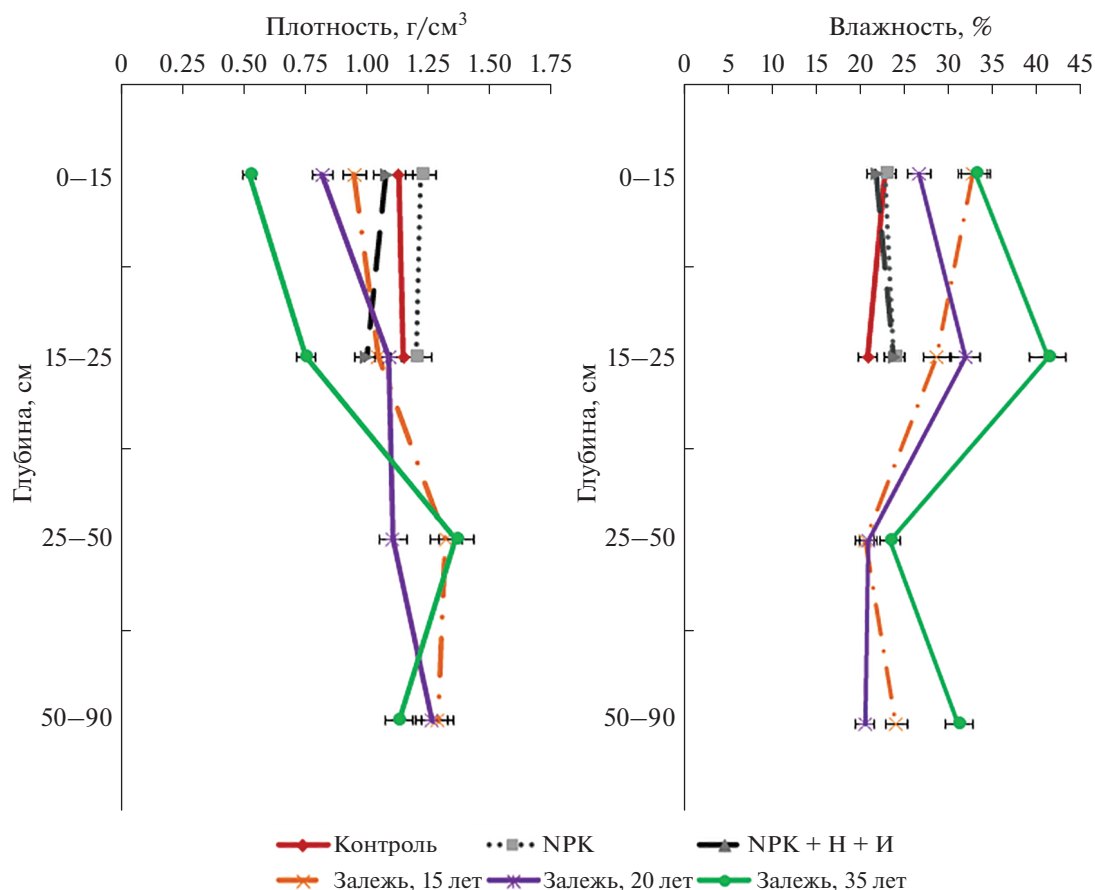 Плотность, г/см³
0 0.25 0.50 0.75 1.00 1.25 1.50 1.75
Глубина, см
0–15
15–25
25–50
50–90
Влажность, %
0 5 10 10 20 25 30 35 40 45
Глубина, см
0–15
15–25
25–50
50–90
Контроль
NPK
NPK + Н + И
Залежь, 15 лет
Залежь, 20 лет
Залежь, 35 лет